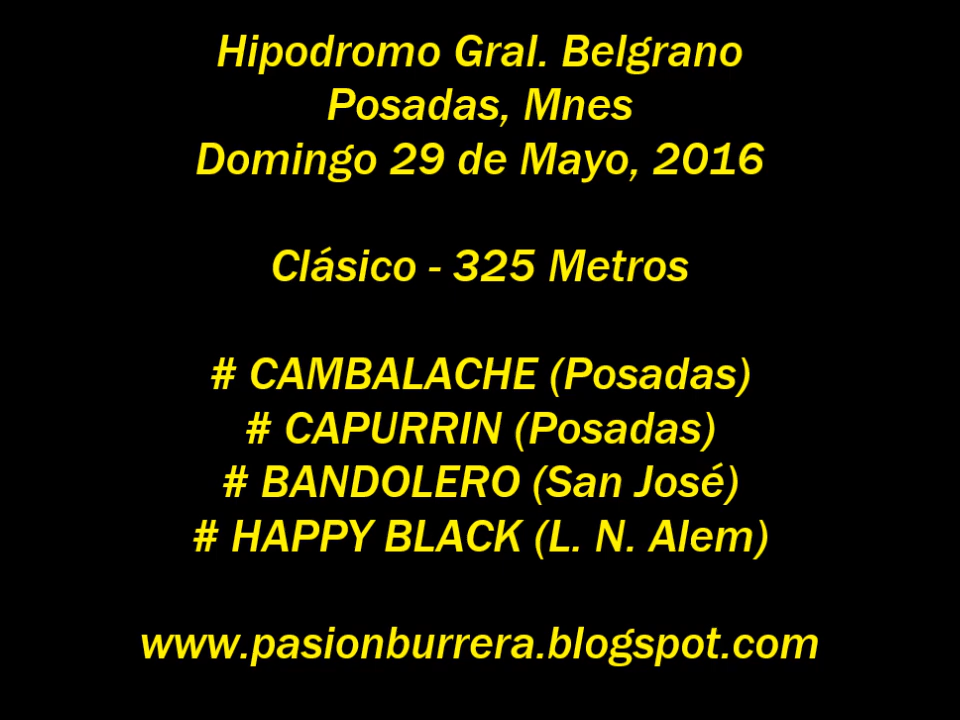 Hipodromo Gral. Belgrano
Posadas, Mnes
Domingo 29 de Mayo, 2016
Clásico - 325 Metros
# CAMBALACHE (Posadas)
# CAPURRIN (Posadas)
# BANDOLERO (San José)
# HAPPY BLACK (L. N. Alem)
www.pasionburrera.blogspot.com